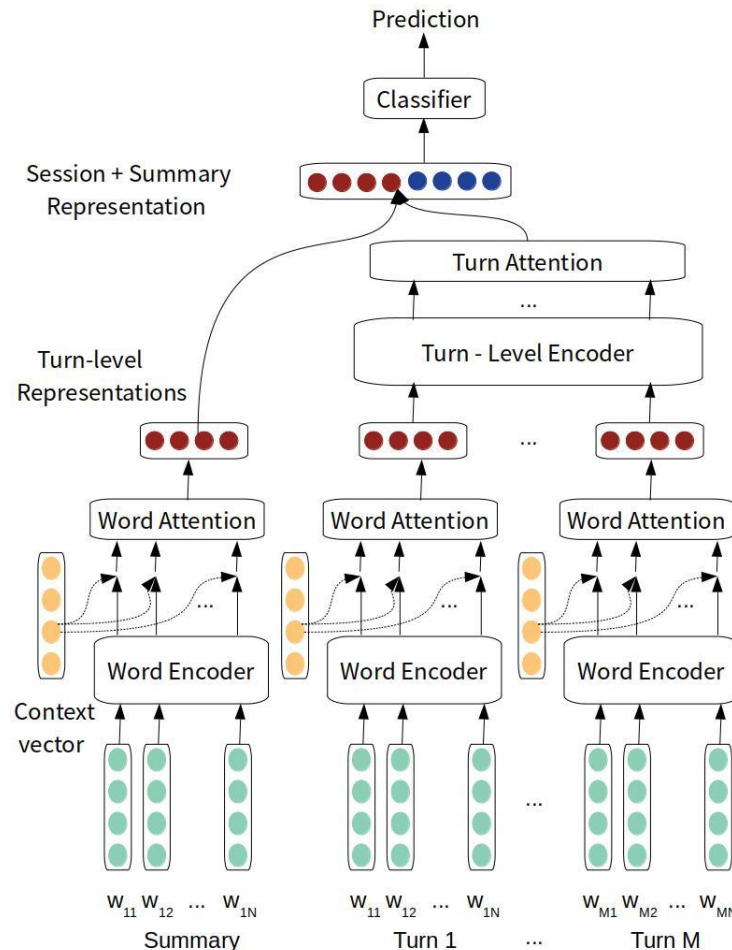 Prediction
Classifier
Session + Summary
Representation
Turn Attention
...
Turn - Level Encoder
Turn-level
Representations
...
Word Attention
Word Attention
Word Attention
...
...
...
Word Encoder
Word Encoder
Word Encoder
Context
vector
...
w11 w12 ... w1N
w11 w12 ... w1N
wM1 wM2 ... wMN
Summary
Turn 1
...
Turn M